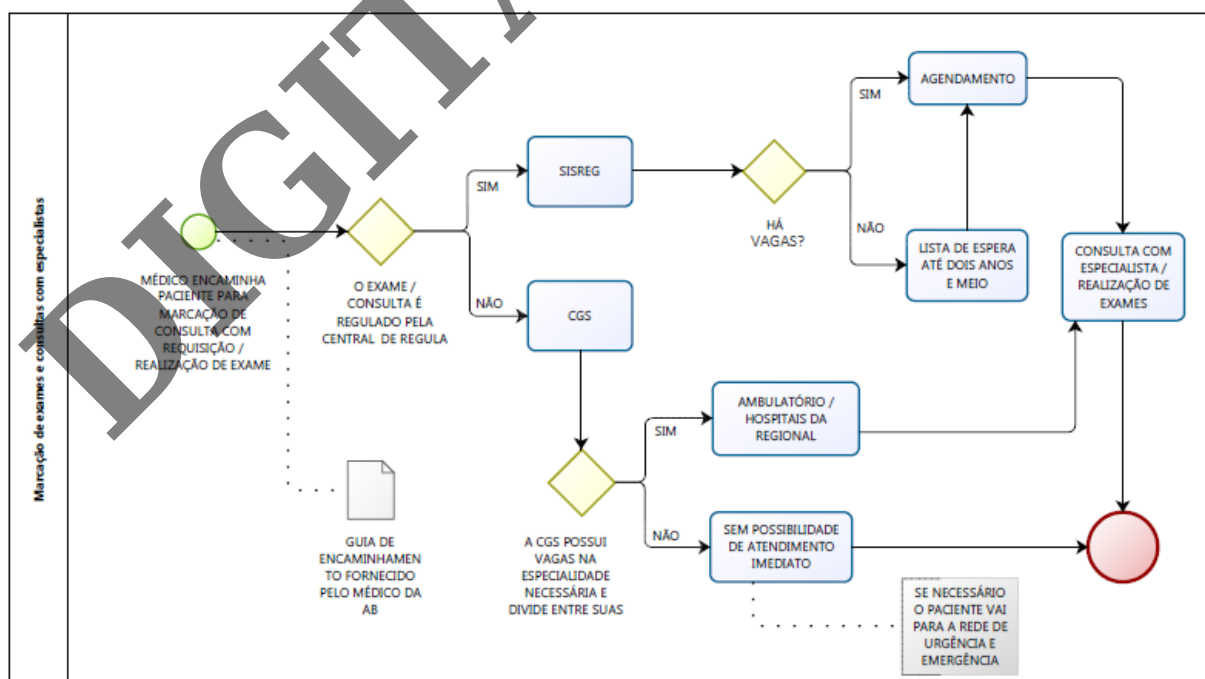 Marcação de exames e consultas com especialistas
DIGITA
MÉDICO ENCAMINHA
PACIENTE PARA
MARCAÇÃO DE
CONSULTA COM
REQUISIÇÃO /
REALIZAÇÃO DE EXAME
GUIA DE
ENCAMINHAMEN
TO FORNECIDO
PELO MÉDICO DA
AB
O EXAME /
CONSULTA É
REGULADO PELA
CENTRAL DE REGULA
SIM
SISREG
NÃO
CGS
HÁ
VAGAS?
SIM
AGENDAMENTO
NÃO
LISTA DE ESPERA
ATÉ DOIS ANOS
E MEIO
CONSULTA COM
ESPECIALISTA /
REALIZAÇÃO DE
EXAMES
A CGS POSSUI
VAGAS NA
ESPECIALIDADE
NECESSÁRIA E
DIVIDE ENTRE SUAS
SIM
AMBULATÓRIO /
HOSPITAIS DA
REGIONAL
NÃO
SEM POSSIBILIDADE
DE ATENDIMENTO
IMEDIATO
SE NECESSÁRIO
O PACIENTE VAI
PARA A REDE DE
URGÊNCIA E
EMERGÊNCIA